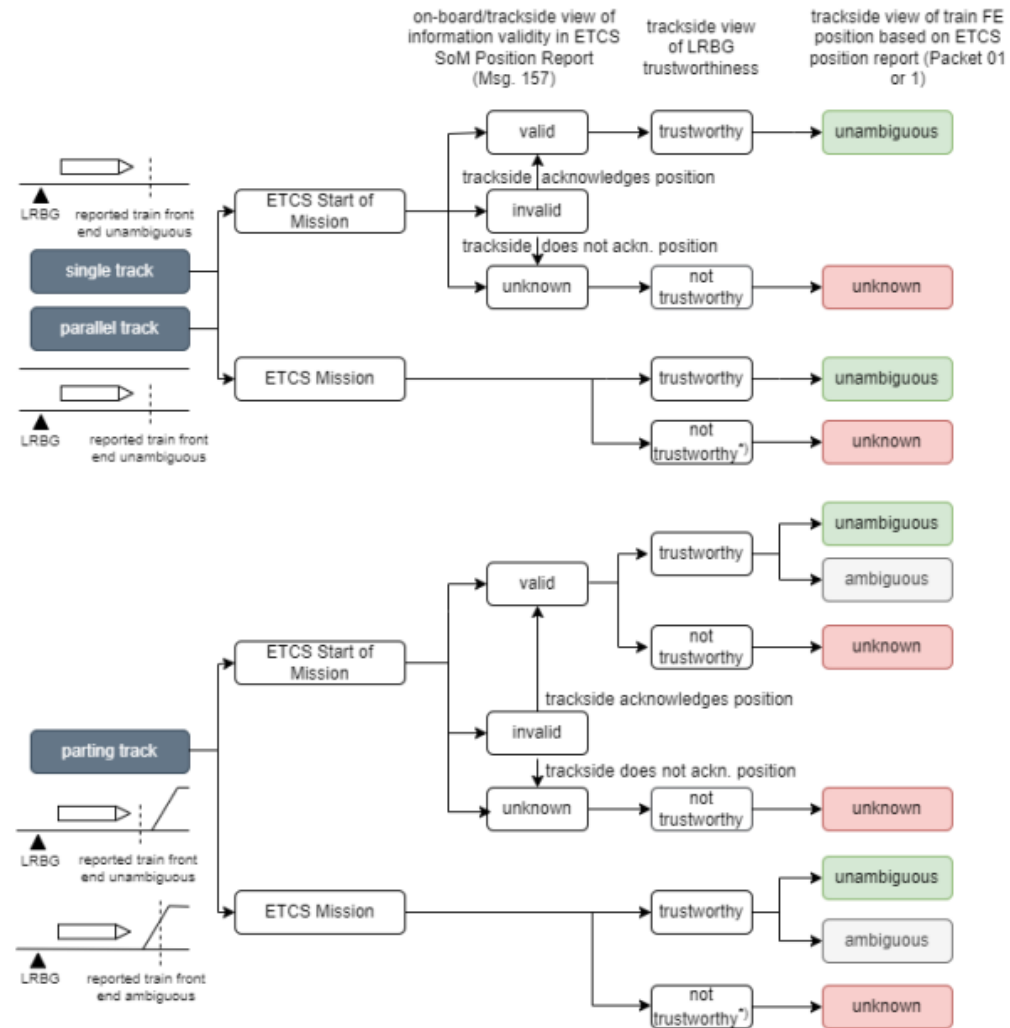 on-board/trackside view of
information validity in ETCS
SoM Position Report
(Msg. 157)
trackside view
of LRBG
trustworthiness
trackside view of train FE
position based on ETCS
position report (Packet 01
or 1)
valid
trustworthy
unambiguous
trackside acknowledges position
LRBG
reported train front
end unambiguous
ETCS Start of
Mission
invalid
trackside does not ackn. position
single track
unknown
not
trustworthy
unknown
parallel track
ETCS Mission
trustworthy
unambiguous
LRBG
reported train front
end unambiguous
not
trustworthy*)
unknown
unambiguous
trustworthy
valid
ambiguous
ETCS Start of
Mission
not
trustworthy
unknown
trackside acknowledges position
invalid
parting track
trackside does not ackn. position
unknown
not
trustworthy
unknown
LRBG
reported train front
end unambiguous
unambiguous
ETCS Mission
trustworthy
ambiguous
LRBG
reported train front
end ambiguous
not
trustworthy*)
unknown